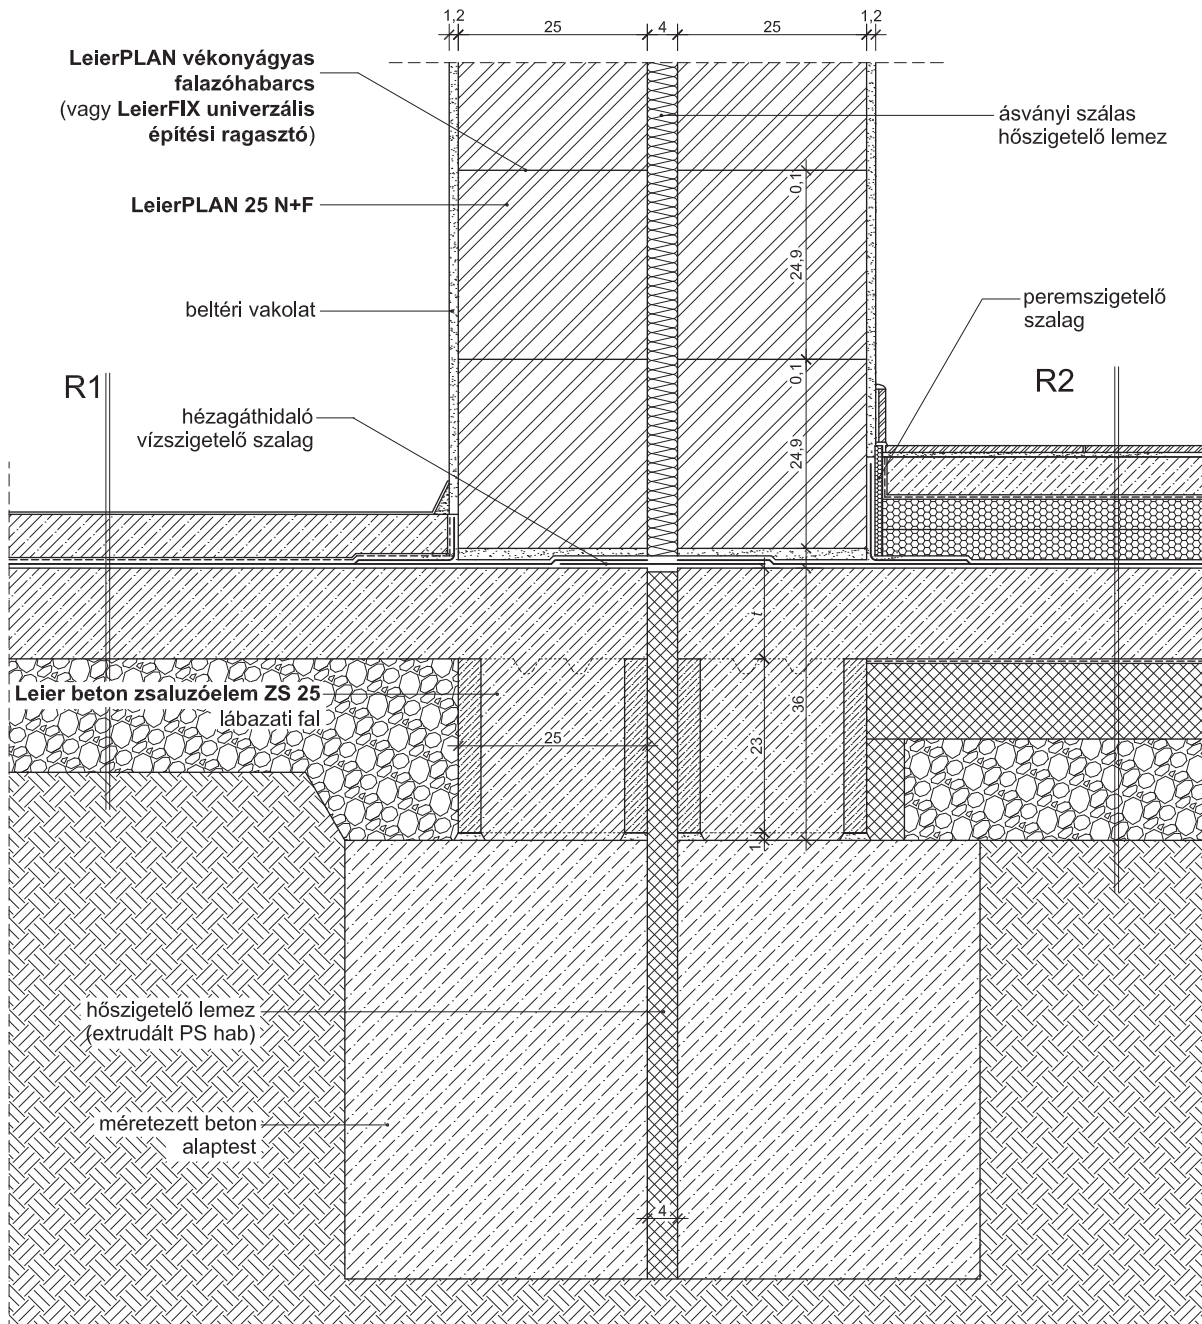 1,2
25
4
25
1,2
LeierPLAN vékonyágyas
falazóhabarcs
(vagy LeierFIX univerzális
építési ragasztó)
ásványi szálas
hőszigetelő lemez
0,1
LeierPLAN 25 N+F
24,9
beltéri vakolat
peremszigetelő
szalag
0,1
R1
R2
hézagáthidaló
vízszigetelő szalag
24,9
t
Leier beton zsaluzóelem ZS 25
lábazati fal
36
25
23
1
hőszigetelő lemez
(extrudált PS hab)
méretezett beton
alaptest
4